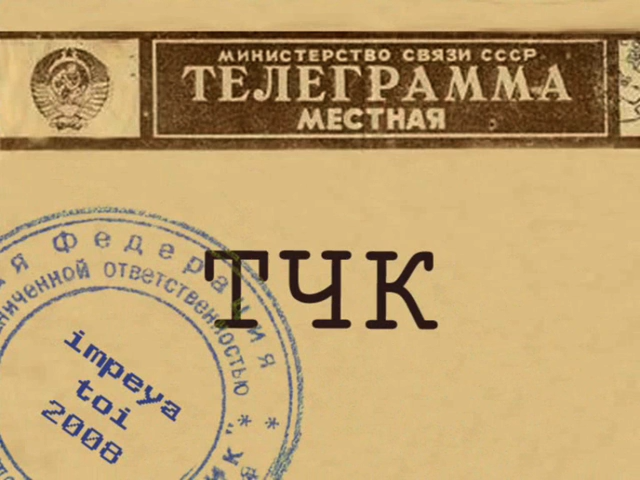 МИНИСТЕРСТВО СВЯЗИ СССР
ТЕЛЕГРАММА
МЕСТНАЯ
ТЧК
Федерация
ответственностью
impeya
toi
2008